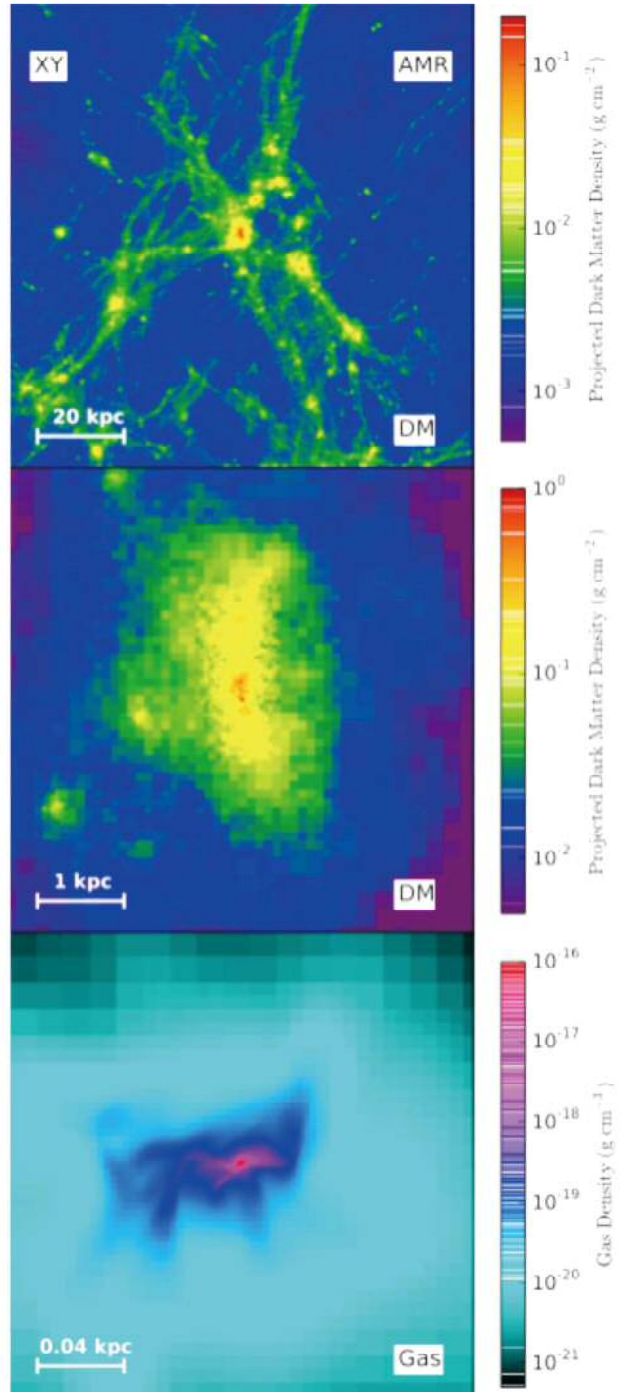 XY
AMR
20 kpc
DM
10⁻¹
10⁻²
10⁻³
Projected Dark Matter Density (g cm⁻²)
1 kpc
DM
10⁰
10⁻¹
10⁻²
Projected Dark Matter Density (g cm⁻²)
0.04 kpc
Gas
10⁻¹⁶
10⁻¹⁷
10⁻¹⁸
10⁻¹⁹
10⁻²⁰
10⁻²¹
Gas Density (g cm⁻³)